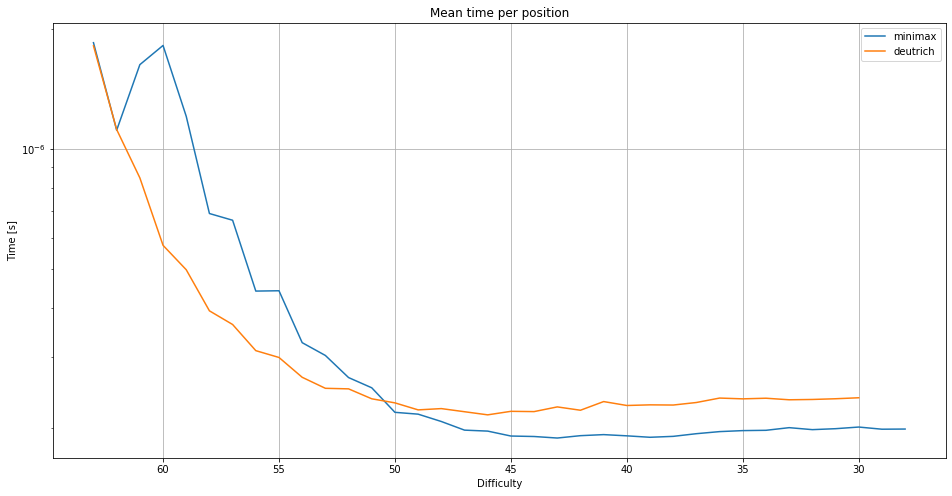 Mean time per position
minimax
deutrich
10⁻⁶
Time [s]
60 55 50 45 40 35 30
Difficulty